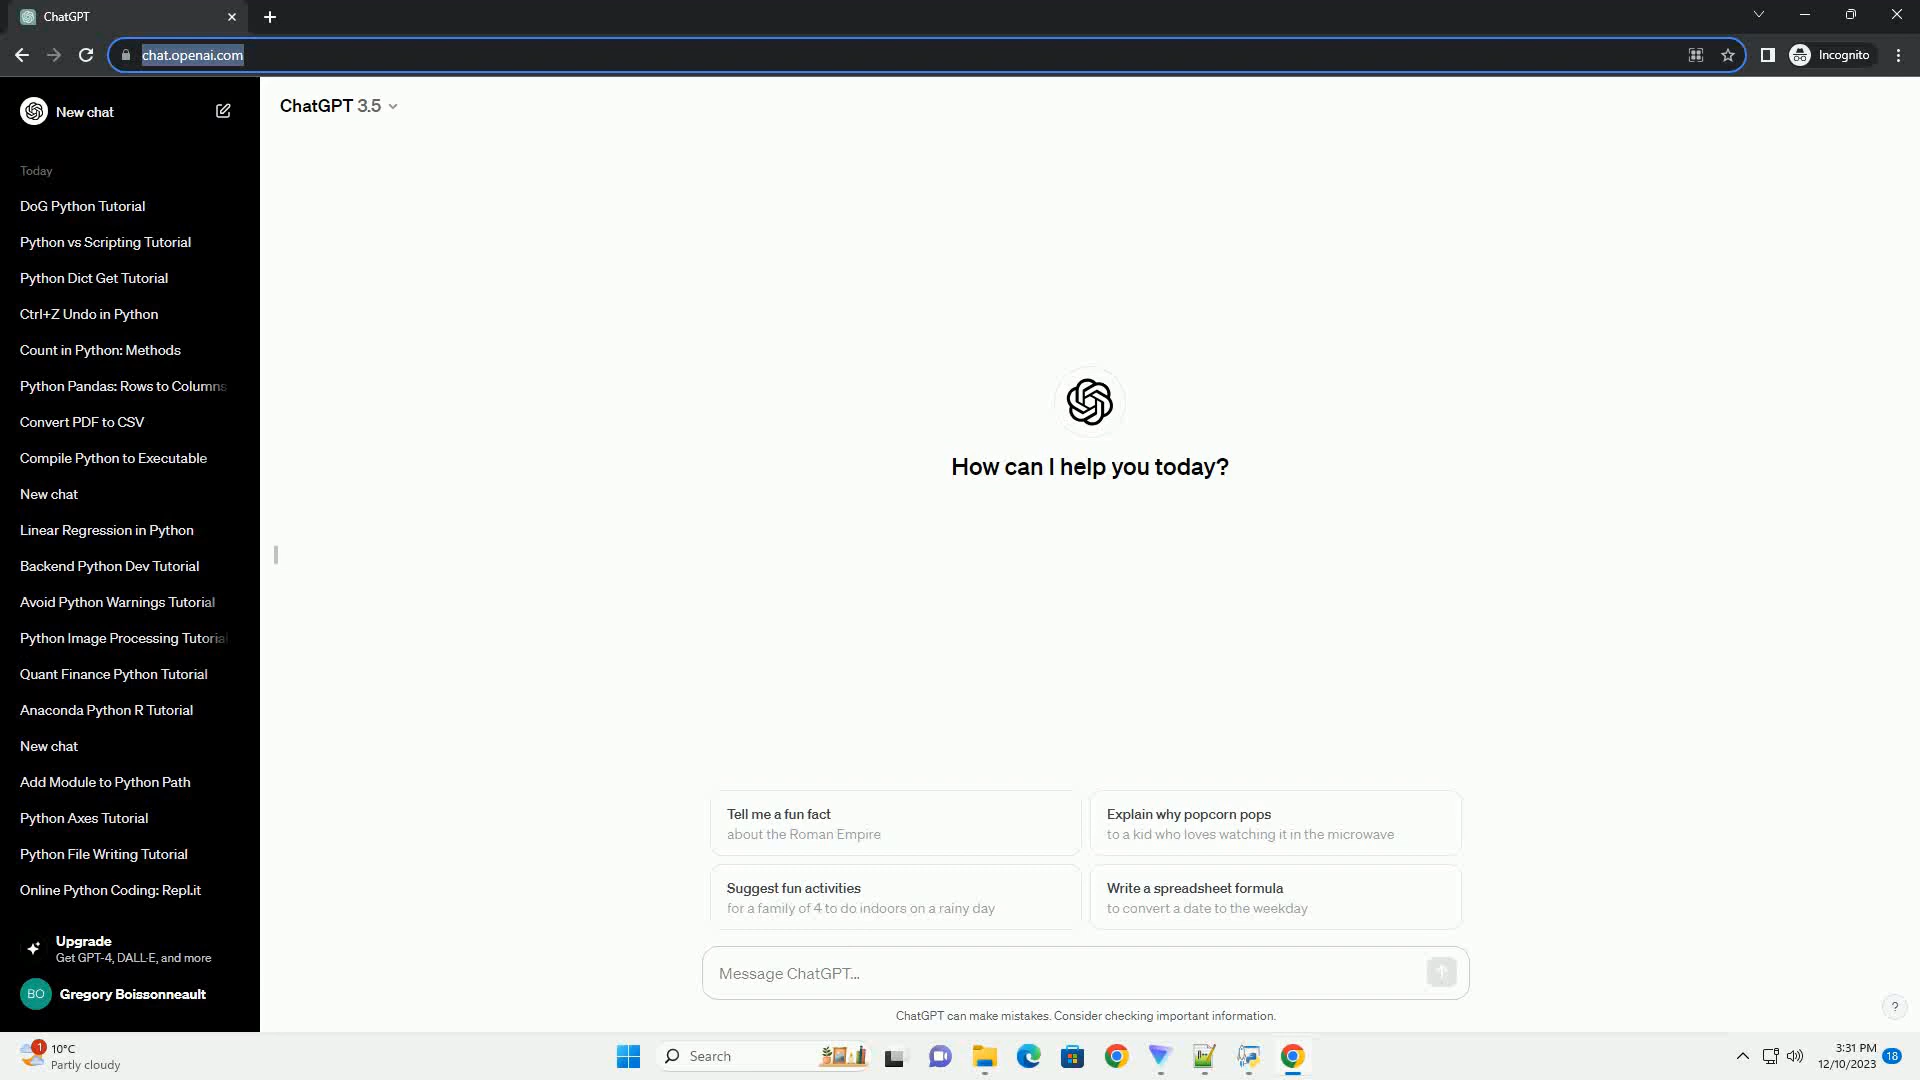 ChatGPT
chat.openai.com
Incognito
New chat
Today
DoG Python Tutorial
Python vs Scripting Tutorial
Python Dict Get Tutorial
Ctrl+Z Undo in Python
Count in Python: Methods
Python Pandas: Rows to Columns
Convert PDF to CSV
Compile Python to Executable
New chat
Linear Regression in Python
Backend Python Dev Tutorial
Avoid Python Warnings Tutorial
Python Image Processing Tutorial
Quant Finance Python Tutorial
Anaconda Python R Tutorial
New chat
Add Module to Python Path
Python Axes Tutorial
Python File Writing Tutorial
Online Python Coding: Repl.it
Upgrade
Get GPT-4, DALL·E, and more
BO
Gregory Boissonneault
ChatGPT 3.5
How can I help you today?
Tell me a fun fact
about the Roman Empire
Explain why popcorn pops
to a kid who loves watching it in the microwave
Suggest fun activities
for a family of 4 to do indoors on a rainy day
Write a spreadsheet formula
to convert a date to the weekday
Message ChatGPT...
ChatGPT can make mistakes. Consider checking important information.
?
1
10°C
Partly cloudy
Search
3:31 PM
12/10/2023
18